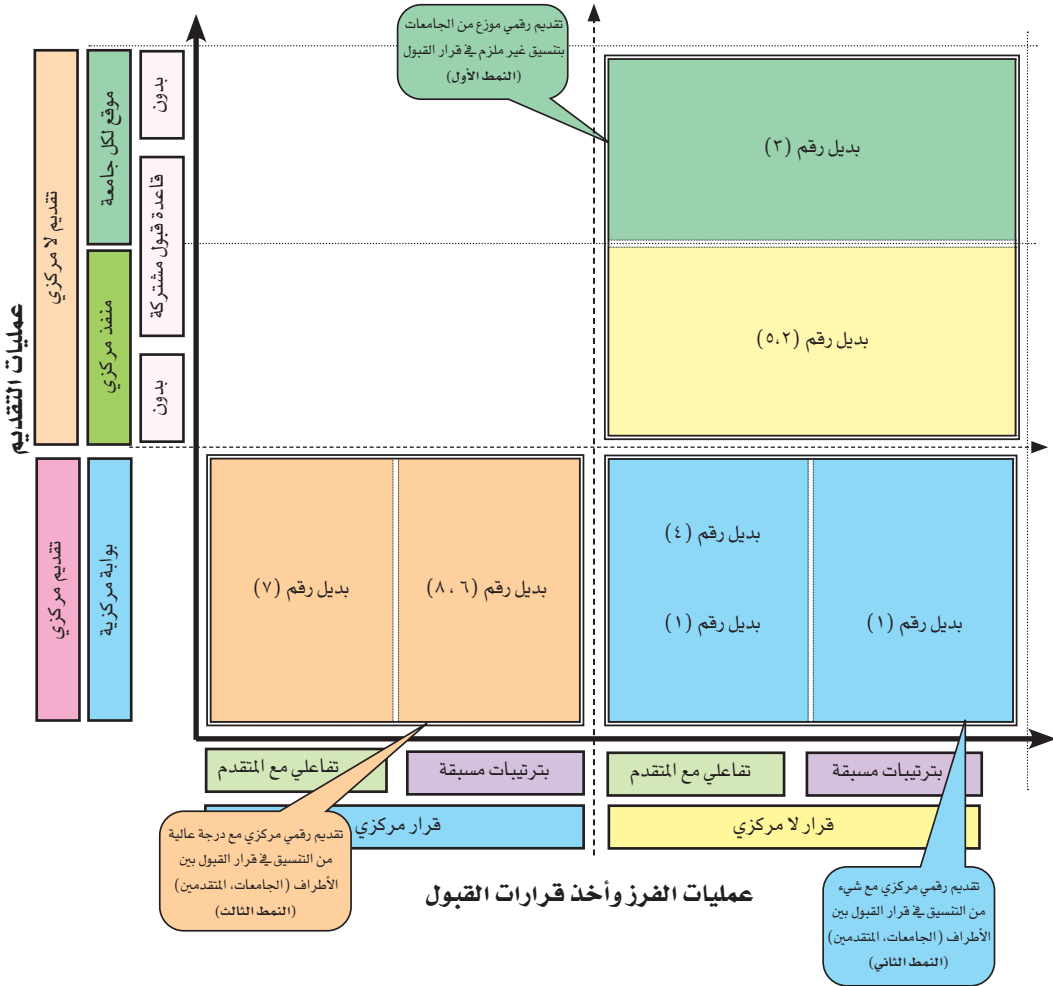 تقديم رقمي موزع من الجامعات
بتنسيق غير ملزم في قرار القبول
(النمط الأول)
عمليات التقديم
تقديم لا مركزي
تقديم مركزي
موقع لكل جامعة
منفذ مركزي
بوابة مركزية
بدون
قاعدة قبول مشتركة
بدون
بديل رقم (٣)
بديل رقم (٥،٢)
بديل رقم (٤)
بديل رقم (١)
بديل رقم (١)
بديل رقم (٨ ، ٦)
بديل رقم (٧)
بترتيبات مسبقة
تفاعلي مع المتقدم
بترتيبات مسبقة
تفاعلي مع المتقدم
قرار لا مركزي
قرار مركزي
تقديم رقمي مركزي مع درجة عالية
من التنسيق في قرار القبول بين
الأطراف (الجامعات، المتقدمين)
(النمط الثالث)
عمليات الفرز وأخذ قرارات القبول
تقديم رقمي مركزي مع شيء
من التنسيق في قرار القبول بين
الأطراف (الجامعات، المتقدمين)
(النمط الثاني)